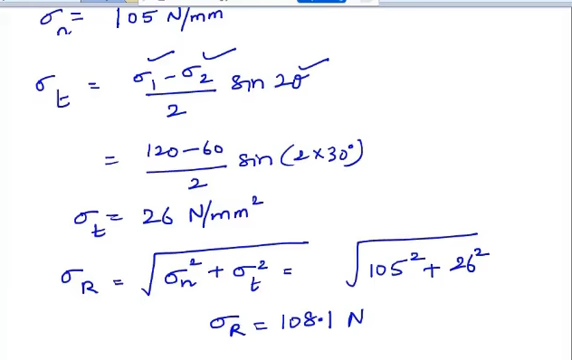 σn = 105 N/mm
σt = σ1 - σ2 / 2 sin 2θ
= 120 - 60 / 2 sin (2 × 30°)
σt = 26 N/mm²
σR = √σn² + σt² = √105² + 26²
σR = 108.1 N